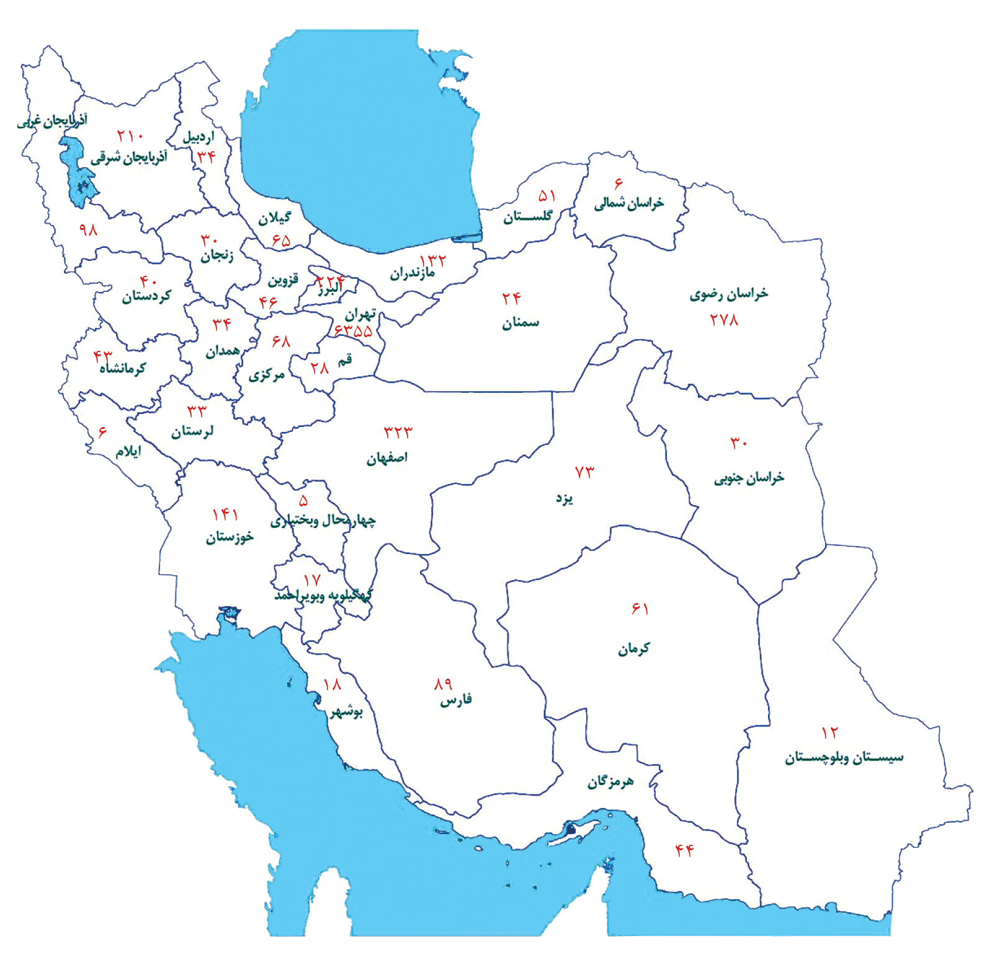 آذربایجان غربی
۲۱۰
آذربایجان شرقی
اردبیل
۳۴
۹۸
گیلان
۶۵
۳۰
زنجان
۵۱
گلســتان
۶
خراسان شمالی
۱۳۲
مازندران
قزوین
۴۶
۲۲۴
البرز
تهران
۶۳۵۵
۴۰
کردستان
۳۴
همدان
۶۸
مرکزی
قم
۲۸
۲۴
سمنان
خراسان رضوی
۲۷۸
۴۳
کرمانشاه
۳۳
لرستان
۶
ایلام
۳۲۳
اصفهان
۷۳
یزد
۳۰
خراسان جنوبی
۱۴۱
خوزستان
۵
چهارمحال وبختیاری
۱۷
کهگیلویه وبویراحمد
۶۱
کرمان
۱۸
بوشهر
۸۹
فارس
۱۲
سیســتان وبلوچســتان
هرمزگان
۴۴